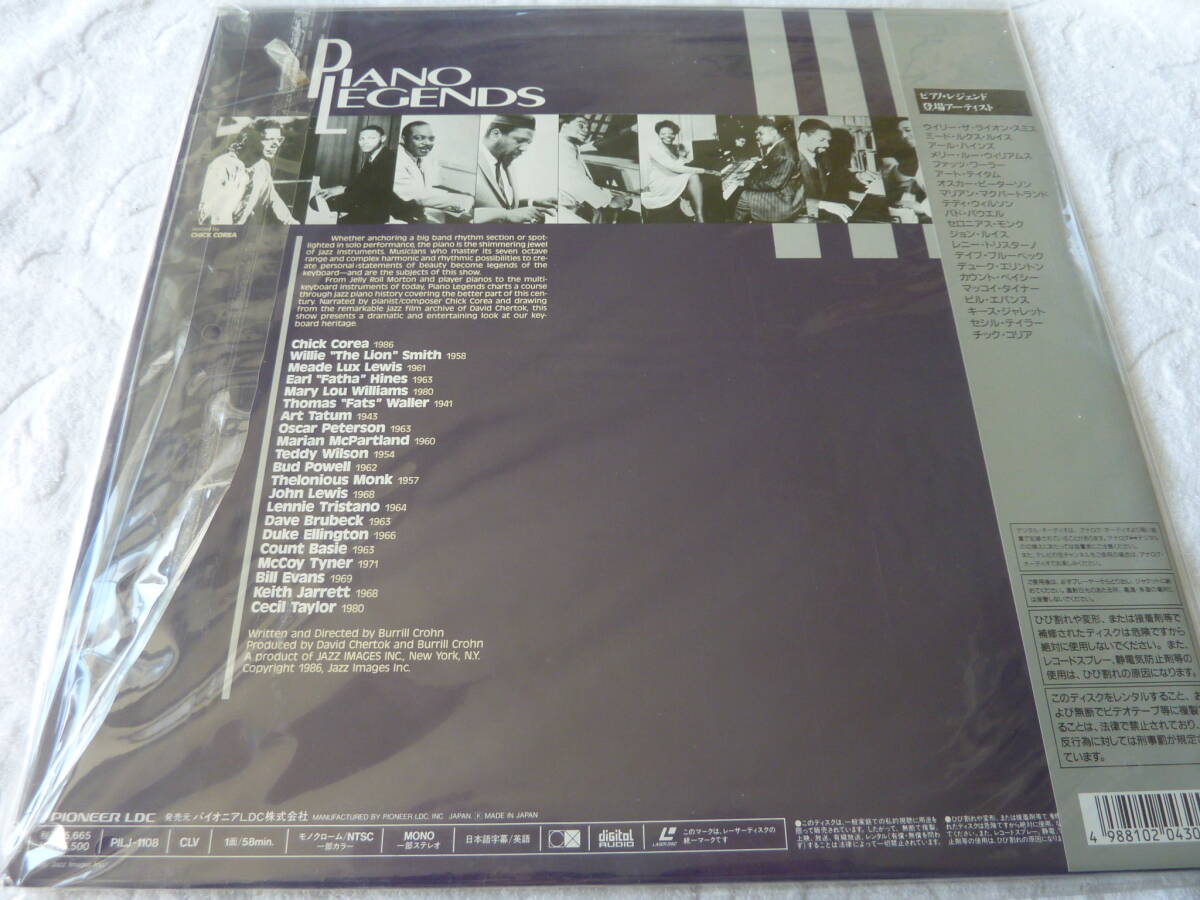 PIANO
LEGENDS
hosted by
CHICK COREA
Whether anchoring a big band rhythm section or spot-
lighted in solo performance, the piano is the shimmering jewel
of jazz instruments. Musicians who master its seven octave
range and complex harmonic and rhythmic possibilities to cre-
ate personal statements of beauty become legends of the
keyboard—and are the subjects of this show.
From Jelly Roll Morton and player pianos to the multi-
keyboard instruments of today, Piano Legends charts a course
through jazz piano history covering the better part of this cen-
tury. Narrated by pianist/composer Chick Corea and drawing
from the remarkable jazz film archive of David Chertok, this
show presents a dramatic and entertaining look at our key-
board heritage.
Chick Corea 1986
Willie "The Lion" Smith 1958
Meade Lux Lewis 1961
Earl "Fatha" Hines 1963
Mary Lou Williams 1980
Thomas "Fats" Waller 1941
Art Tatum 1943
Oscar Peterson 1963
Marian McPartland 1960
Teddy Wilson 1954
Bud Powell 1962
Thelonious Monk 1957
John Lewis 1968
Lennie Tristano 1964
Dave Brubeck 1963
Duke Ellington 1966
Count Basie 1963
McCoy Tyner 1971
Bill Evans 1969
Keith Jarrett 1968
Cecil Taylor 1980
Written and Directed by Burrill Crohn
Produced by David Chertok and Burrill Crohn
A product of JAZZ IMAGES INC., New York, N.Y.
Copyright 1986, Jazz Images Inc.
ピアノ・レジェンド
登場アーティスト
ウイリー・ザ・ライオン・スミス
ミード・ルクス・ルイス
アール・ハインズ
メリー・ルー・ウィリアムス
ファッツ・ワーラー
アート・テイタム
オスカー・ピーターソン
マリアン・マクパートランド
テディ・ウィルソン
バド・パウエル
セロニアス・モンク
ジョン・ルイス
レニー・トリスターノ
デイブ・ブルーベック
デューク・エリントン
カウント・ベイシー
マッコイ・タイナー
ビル・エバンス
キース・ジャレット
セシル・テイラー
チック・コリア
ひび割れや変形、または接着剤等で
補修されたディスクは危険ですから
絶対に使用しないでください。また、
レコードスプレー、静電気防止剤等の
使用は、ひび割れの原因になります。
このディスクをレンタルすること、お
よび無断でビデオテープ等に複製
ることは、法律で禁止されており、
反行為に対しては刑事罰が規定さ
ています。
PIONEER LDC 発売元 パイオニアLDC株式会社 MANUFACTURED BY PIONEER LDC, INC. JAPAN. Ⓚ MADE IN JAPAN
5,665
,500
PILJ-1108
CLV
1面/58min.
モノクローム/NTSC
一部カラー
MONO
一部ステレオ
日本語字幕/英語
digital
AUDIO
LASER DISC
このマークは、レーザーディスクの
統一マークです
4 988102 0430